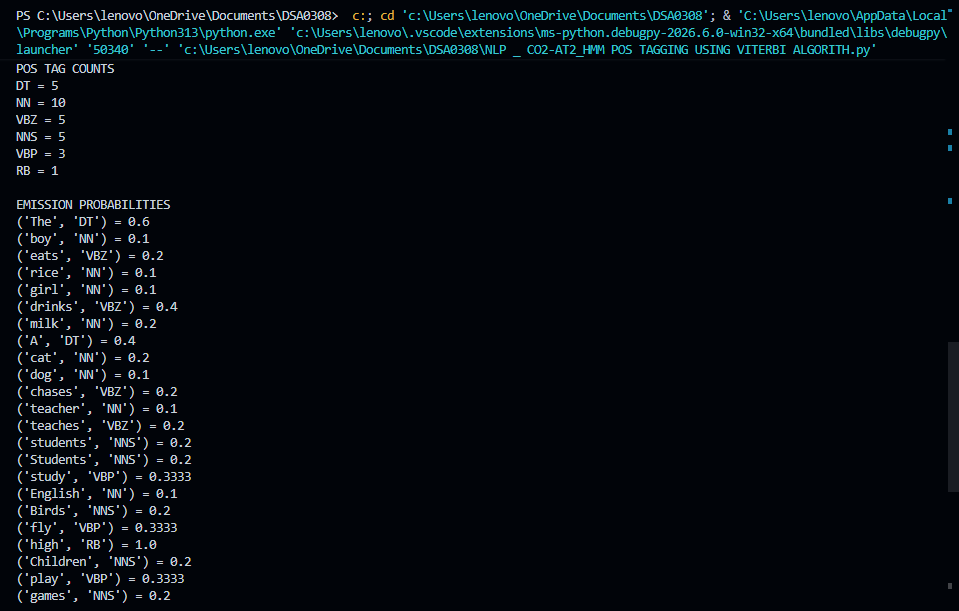 PS C:\Users\lenovo\OneDrive\Documents\DSA0308>  c:; cd 'c:\Users\lenovo\OneDrive\Documents\DSA0308'; & 'C:\Users\lenovo\AppData\Local
\Programs\Python\Python313\python.exe' 'c:\Users\lenovo\.vscode\extensions\ms-python.debugpy-2026.6.0-win32-x64\bundled\libs\debugpy\
launcher' '50340' '--' 'c:\Users\lenovo\OneDrive\Documents\DSA0308\NLP _ CO2-AT2_HMM POS TAGGING USING VITERBI ALGORITH.py'
POS TAG COUNTS
DT = 5
NN = 10
VBZ = 5
NNS = 5
VBP = 3
RB = 1

EMISSION PROBABILITIES
('The', 'DT') = 0.6
('boy', 'NN') = 0.1
('eats', 'VBZ') = 0.2
('rice', 'NN') = 0.1
('girl', 'NN') = 0.1
('drinks', 'VBZ') = 0.4
('milk', 'NN') = 0.2
('A', 'DT') = 0.4
('cat', 'NN') = 0.2
('dog', 'NN') = 0.1
('chases', 'VBZ') = 0.2
('teacher', 'NN') = 0.1
('teaches', 'VBZ') = 0.2
('students', 'NNS') = 0.2
('Students', 'NNS') = 0.2
('study', 'VBP') = 0.3333
('English', 'NN') = 0.1
('Birds', 'NNS') = 0.2
('fly', 'VBP') = 0.3333
('high', 'RB') = 1.0
('Children', 'NNS') = 0.2
('play', 'VBP') = 0.3333
('games', 'NNS') = 0.2